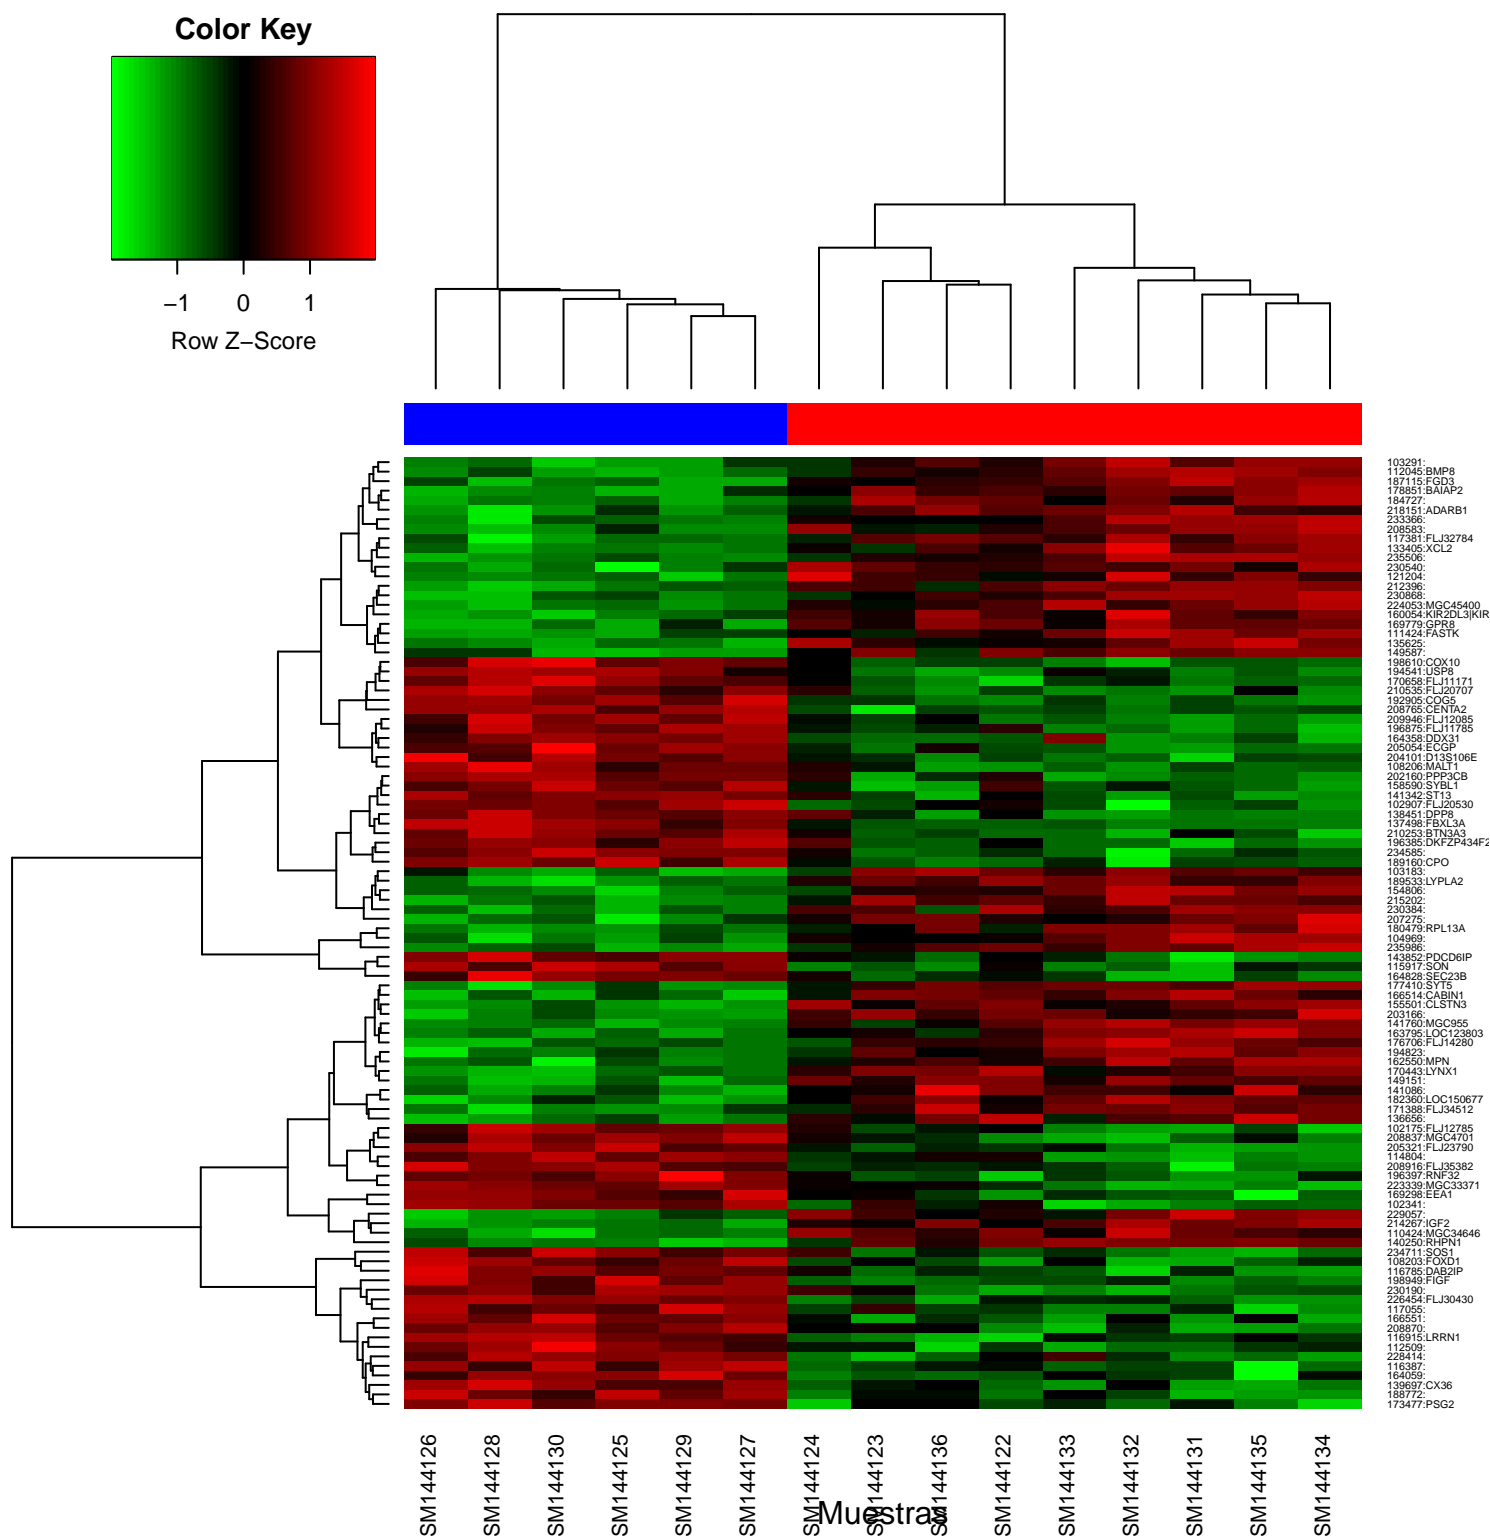 Color Key
−1 0 1
Row Z−Score
103291:
112045:BMP8
187115:FGD3
178851:BAIAP2
184727:
218151:ADARB1
233366:
208583:
117381:FLJ32784
133405:XCL2
235506:
230540:
121204:
212396:
230868:
224053:MGC45400
160054:KIR2DL3|KIR
169779:GPR8
111424:FASTK
135625:
149587:
198610:COX10
194541:USP8
170658:FLJ11171
210535:FLJ20707
192905:COG5
208765:CENTA2
209946:FLJ12085
196875:FLJ11785
164358:DDX31
205054:ECGP
204101:D13S106E
108206:MALT1
202160:PPP3CB
158590:SYBL1
141342:ST13
102907:FLJ20530
138451:DPP8
137498:FBXL3A
210253:BTN3A3
196385:DKFZP434F2
234585:
189160:CPO
103183:
189533:LYPLA2
154806:
215202:
230384:
207275:
180479:RPL13A
104969:
235986:
143852:PDCD6IP
115917:SON
164828:SEC23B
177410:SYT5
166514:CABIN1
155501:CLSTN3
203166:
141760:MGC955
163795:LOC123803
176706:FLJ14280
194823:
162550:MPN
170443:LYNX1
149151:
141086:
182360:LOC150677
171388:FLJ34512
136656:
102175:FLJ12785
208837:MGC4701
205321:FLJ23790
114804:
208916:FLJ35382
196397:RNF32
223339:MGC33371
169298:EEA1
102341:
229057:
214267:IGF2
110424:MGC34646
140250:RHPN1
234711:SOS1
108203:FOXD1
116785:DAB2IP
198949:FIGF
230190:
226454:FLJ30430
117055:
166551:
208870:
116915:LRRN1
112509:
228414:
116387:
164059:
139697:CX36
188772:
173477:PSG2
SM144126
SM144128
SM144130
SM144125
SM144129
SM144127
SM144124
SM144123
SM144136
SM144122
SM144133
SM144132
SM144131
SM144135
SM144134
Muestras